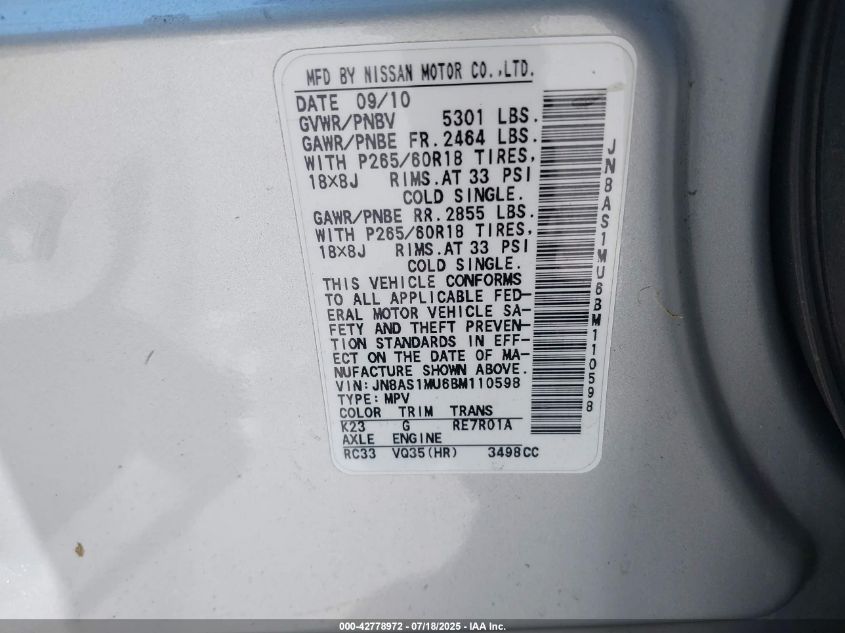 MFD BY NISSAN MOTOR CO.,LTD.
DATE 09/10
GVWR/PNBV 5301 LBS.
GAWR/PNBE FR. 2464 LBS.
WITH P265/60R18 TIRES,
18X8J RIMS.AT 33 PSI
COLD SINGLE.
GAWR/PNBE RR. 2855 LBS.
WITH P265/60R18 TIRES,
18X8J RIMS.AT 33 PSI
COLD SINGLE.
THIS VEHICLE CONFORMS
TO ALL APPLICABLE FED-
ERAL MOTOR VEHICLE SA-
FETY AND THEFT PREVEN-
TION STANDARDS IN EFF-
ECT ON THE DATE OF MA-
NUFACTURE SHOWN ABOVE.
VIN:JN8AS1MU6BM110598
TYPE:MPV
COLOR TRIM TRANS
K23 G RE7R01A
AXLE ENGINE
RC33 VQ35(HR) 3498CC
JN8AS1MU6BM110598
000-42778972 / 07/18/2025 - IAA Inc.